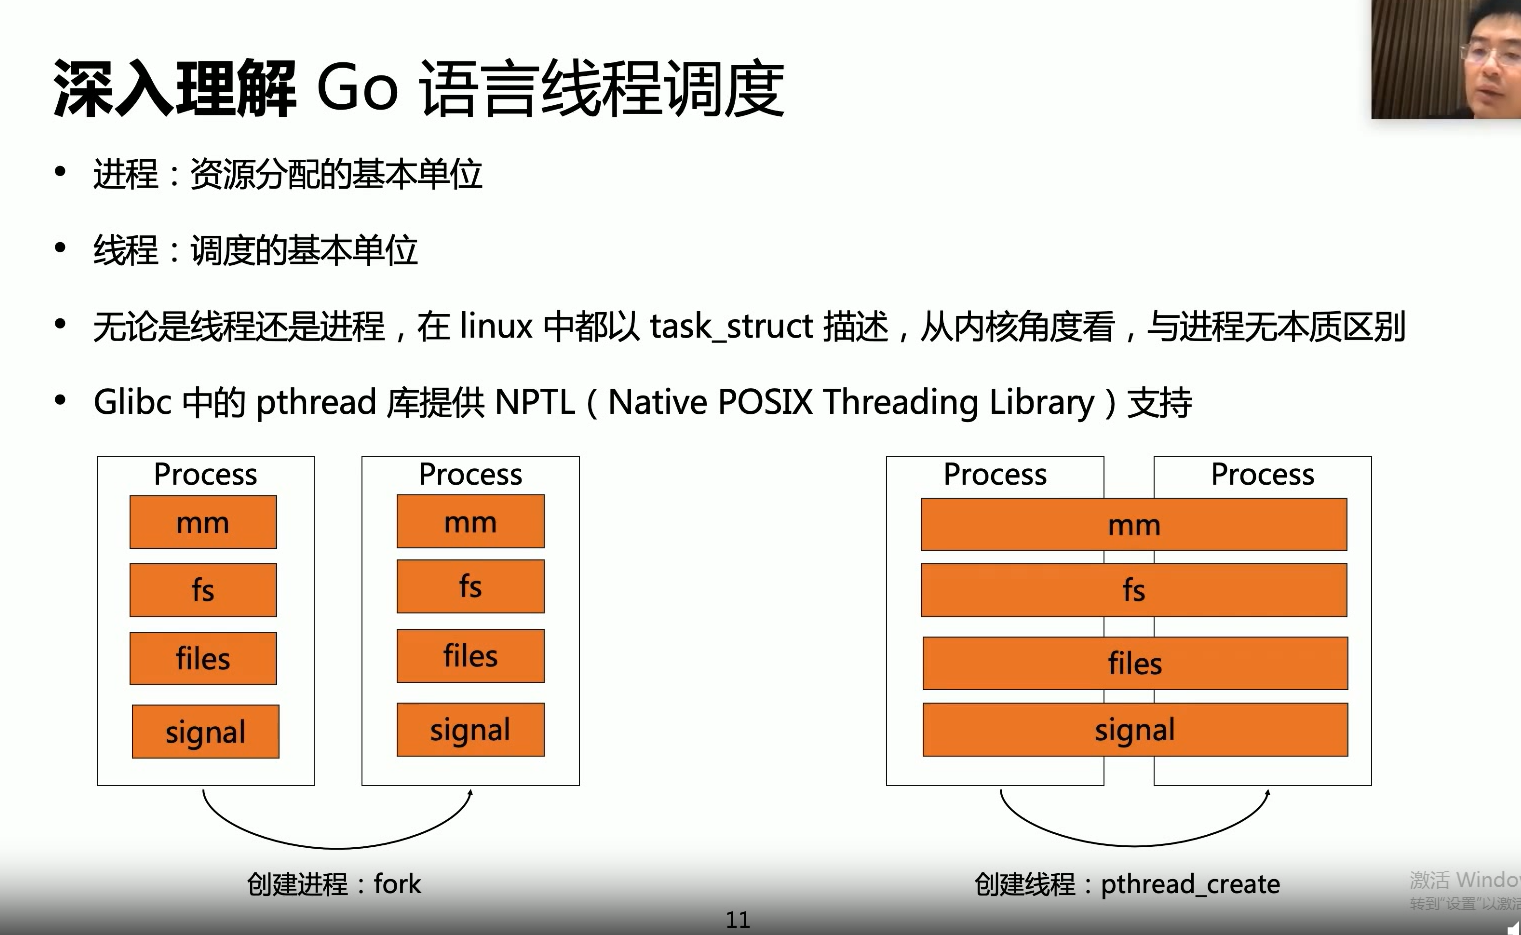 深入理解 Go 语言线程调度
• 进程：资源分配的基本单位
• 线程：调度的基本单位
• 无论是线程还是进程，在 linux 中都以 task_struct 描述，从内核角度看，与进程无本质区别
• Glibc 中的 pthread 库提供 NPTL（Native POSIX Threading Library）支持
Process
mm
fs
files
signal
Process
mm
fs
files
signal
创建进程：fork
Process
Process
mm
fs
files
signal
创建线程：pthread_create
11
激活 Window
转到"设置"以激活